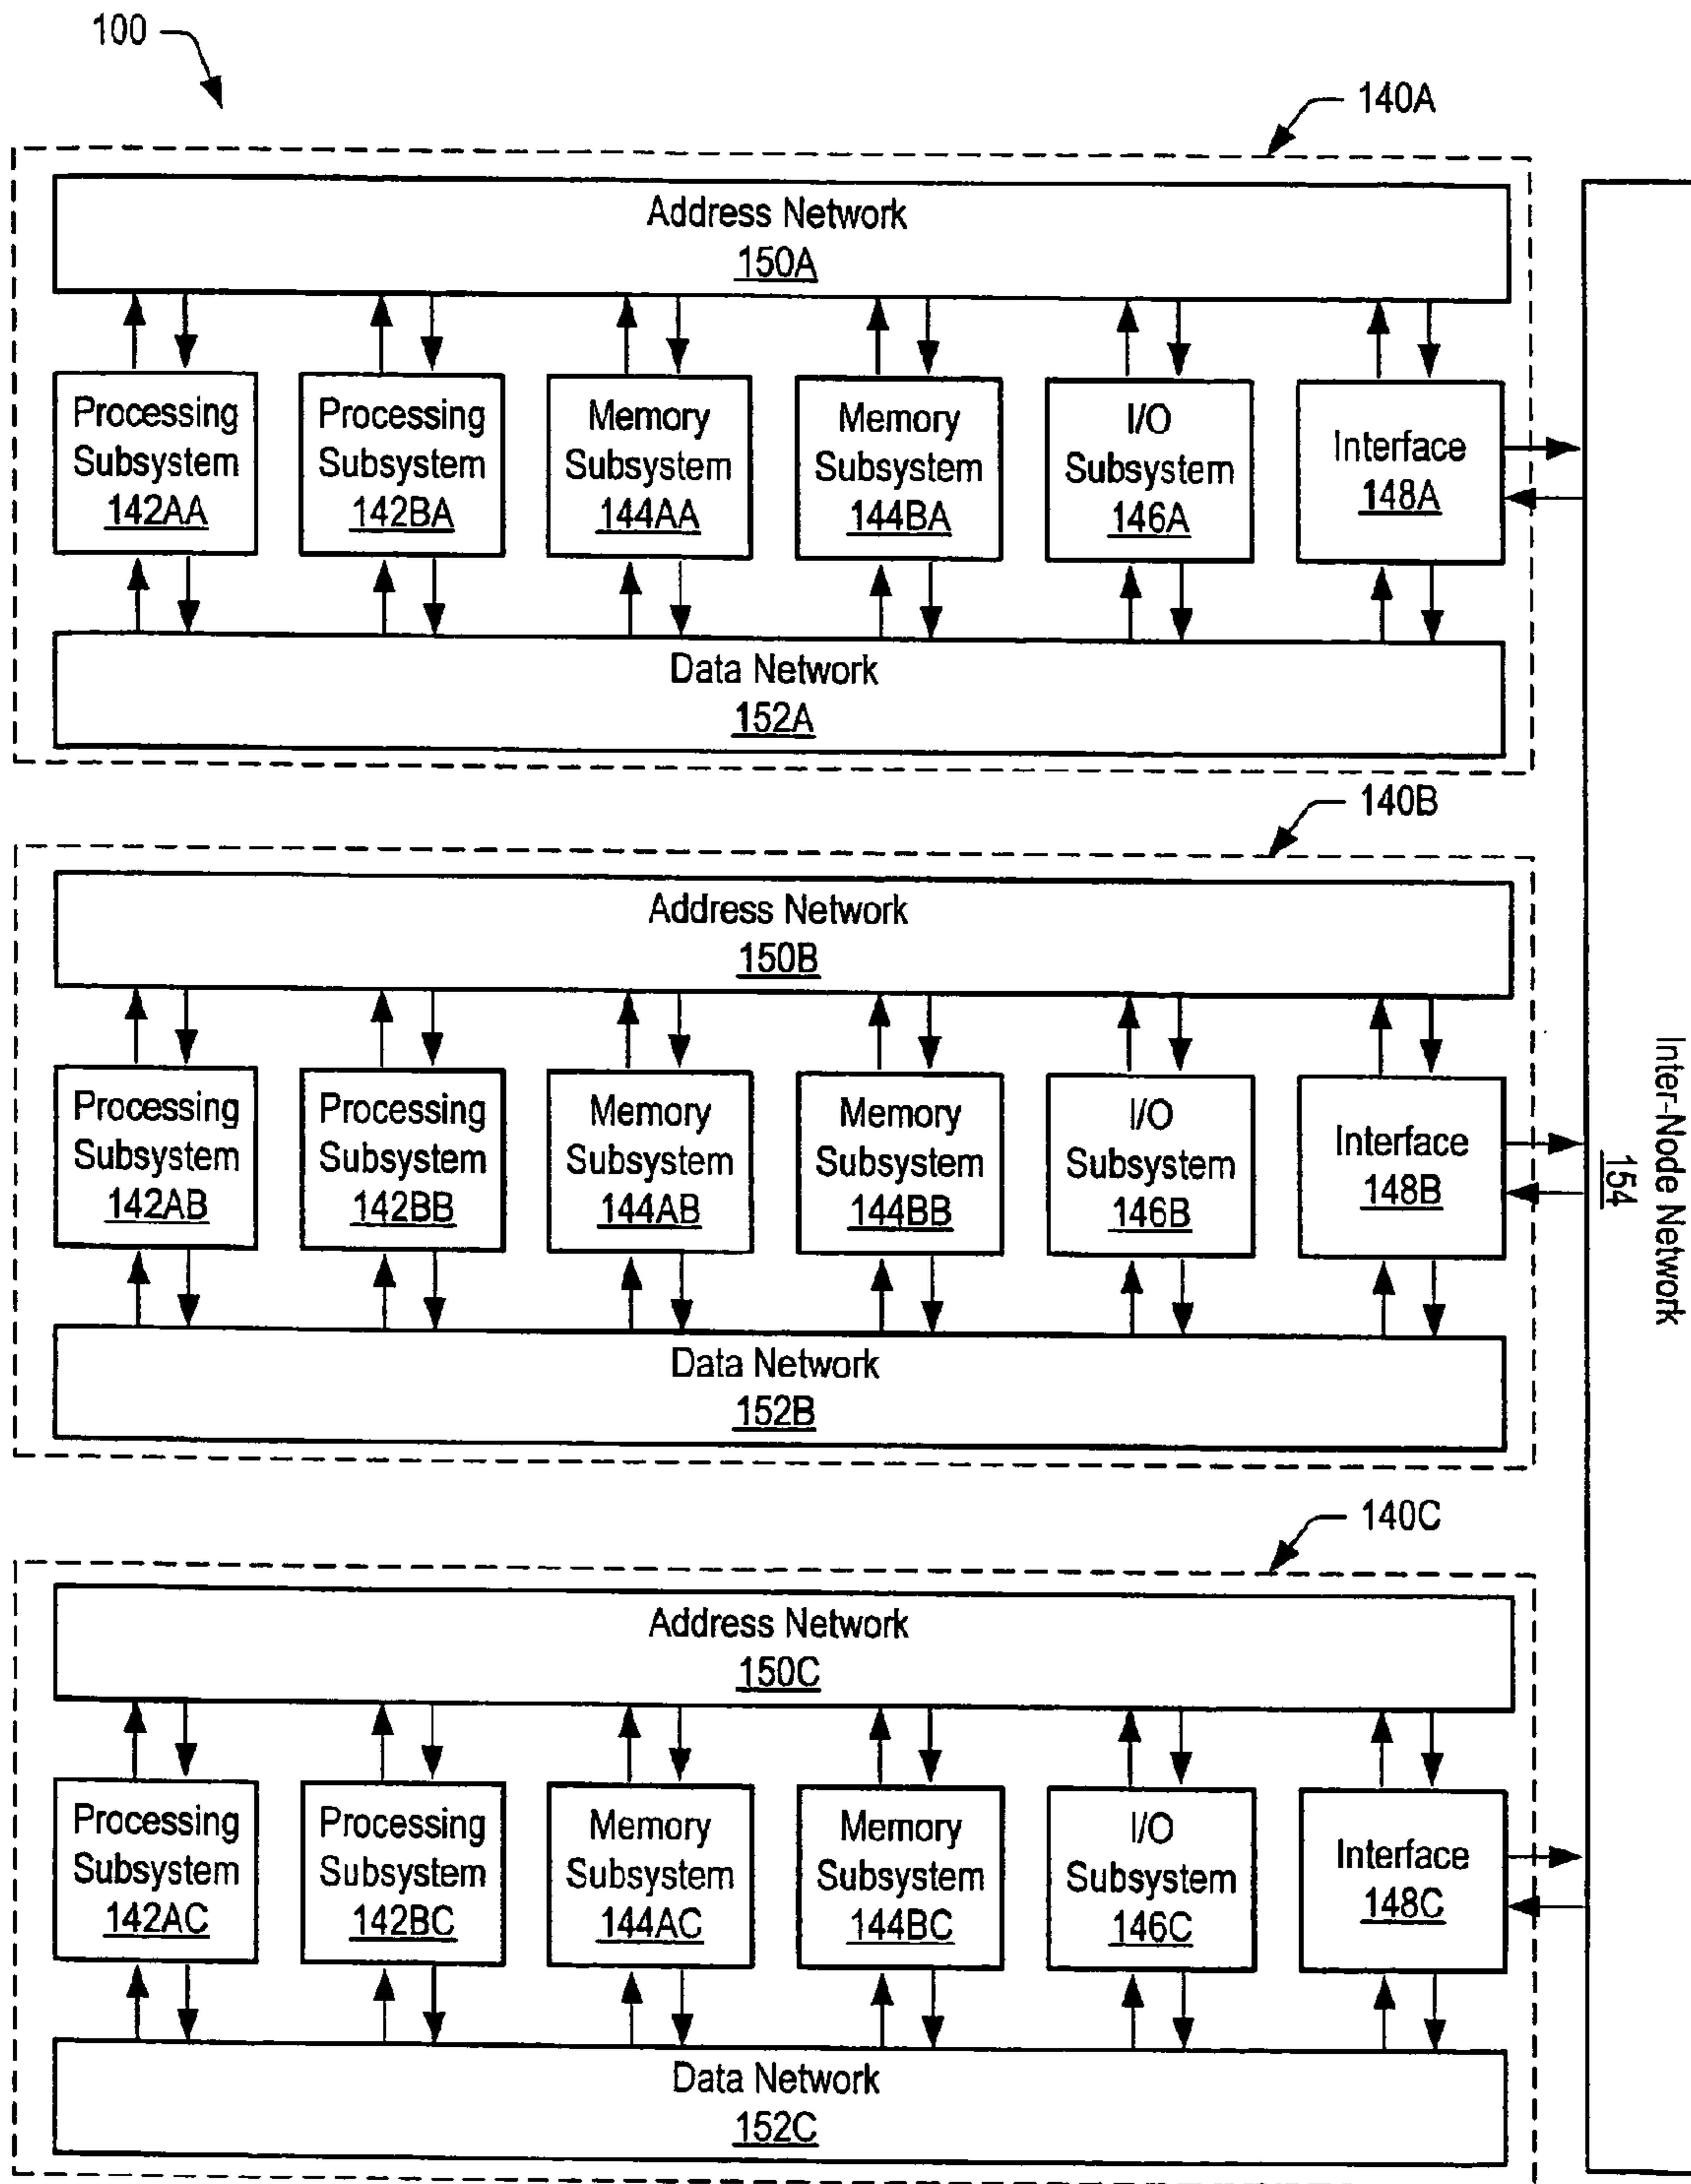 100
140A
Address Network
150A
Processing
Subsystem
142AA
Processing
Subsystem
142BA
Memory
Subsystem
144AA
Memory
Subsystem
144BA
I/O
Subsystem
146A
Interface
148A
Data Network
152A
140B
Address Network
150B
Processing
Subsystem
142AB
Processing
Subsystem
142BB
Memory
Subsystem
144AB
Memory
Subsystem
144BB
I/O
Subsystem
146B
Interface
148B
Data Network
152B
Inter-Node Network
154
140C
Address Network
150C
Processing
Subsystem
142AC
Processing
Subsystem
142BC
Memory
Subsystem
144AC
Memory
Subsystem
144BC
I/O
Subsystem
146C
Interface
148C
Data Network
152C